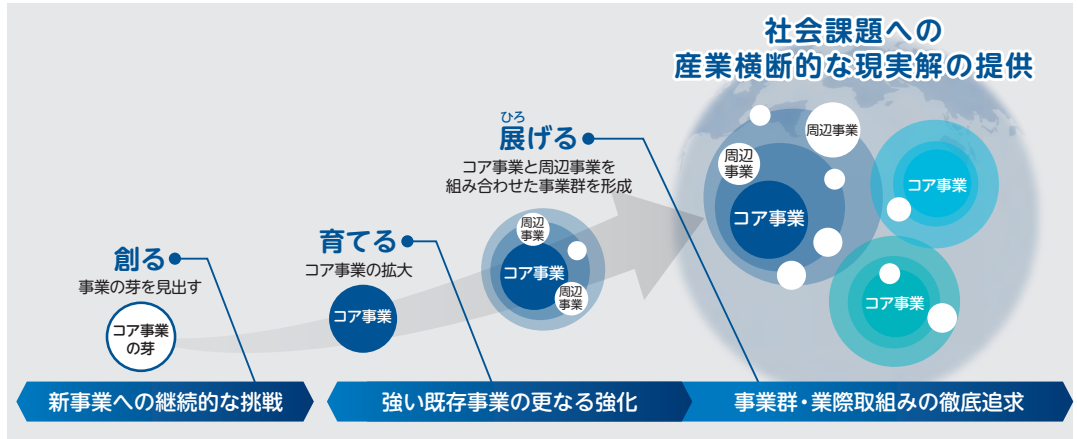 社会課題への
産業横断的な現実解の提供
創る
事業の芽を見出す
コア事業
の芽
育てる
コア事業の拡大
コア事業
ひろ
展げる
コア事業と周辺事業を
組み合わせた事業群を形成
周辺
事業
コア事業
周辺
事業
周辺事業
周辺
事業
コア事業
コア事業
コア事業
新事業への継続的な挑戦
強い既存事業の更なる強化
事業群・業際取組みの徹底追求